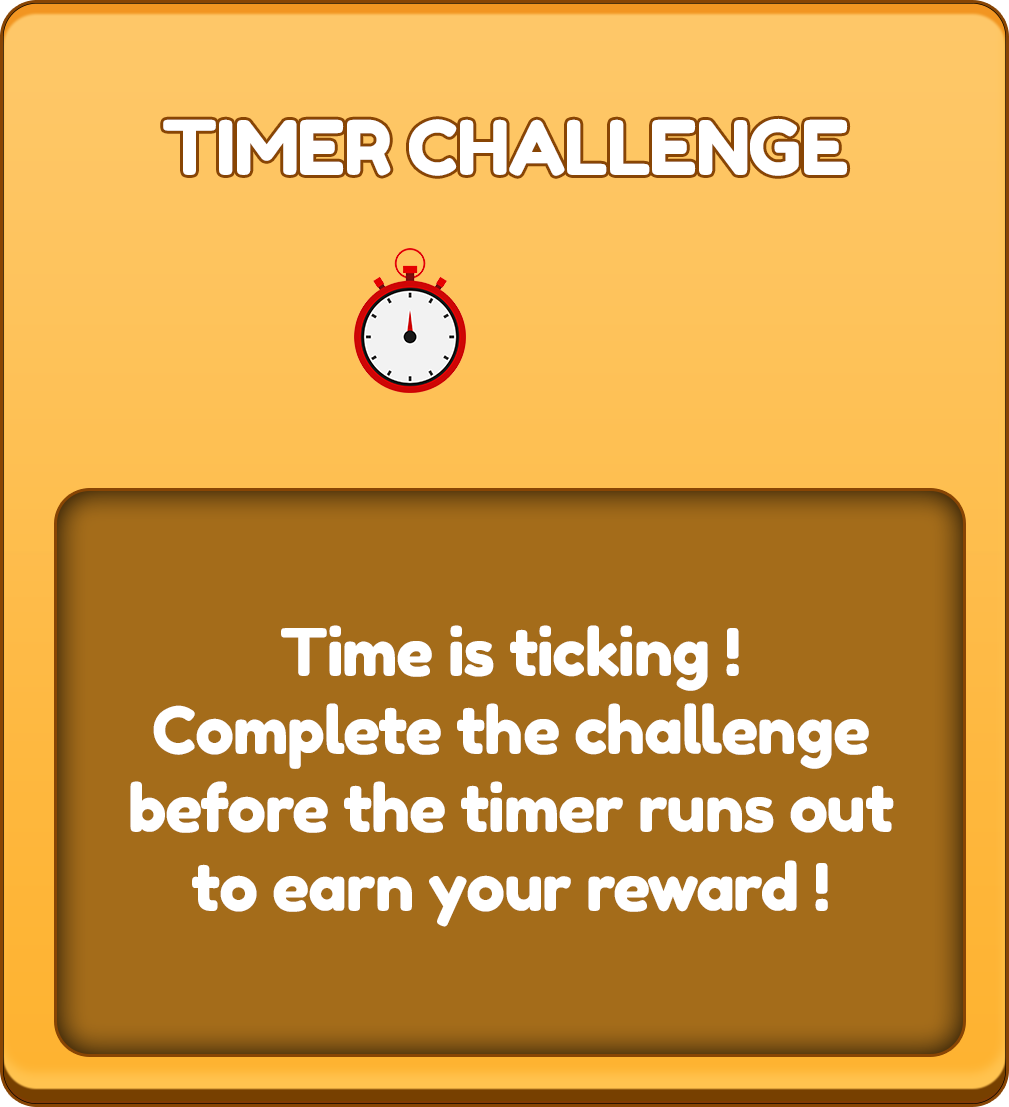 TIMER CHALLENGE
Time is ticking !
Complete the challenge
before the timer runs out
to earn your reward !